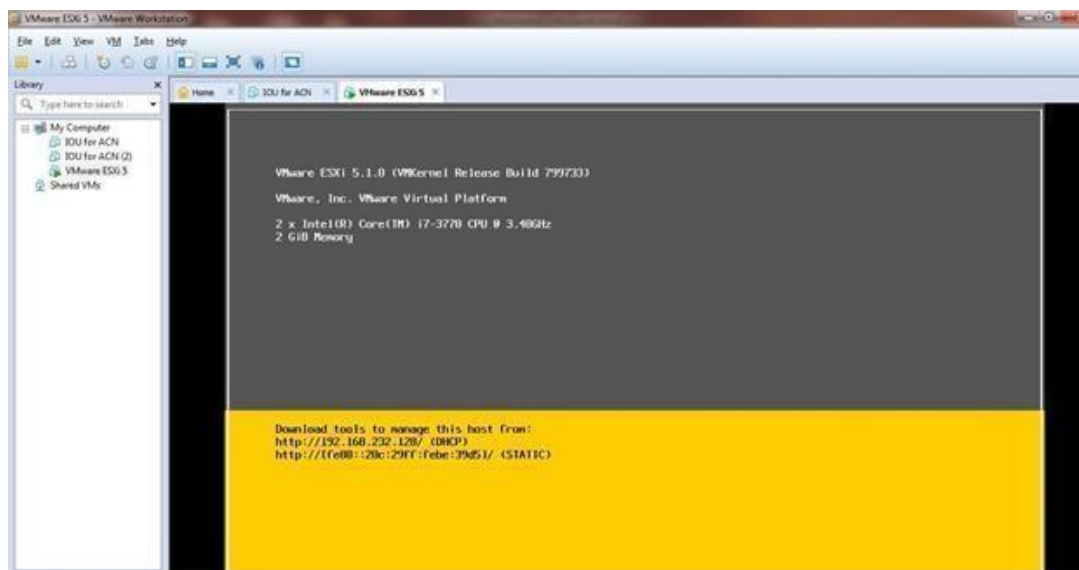 VMware ESXi 5 - VMware Workstation
File Edit View VM Tabs Help
Library
Type here to search
Home
IOU for ACN
VMware ESXi 5
My Computer
IOU for ACN
IOU for ACN (2)
VMware ESXi 5
Shared VMs
VMware ESXi 5.1.0 (VMKernel Release Build 799733)
VMware, Inc. VMware Virtual Platform
2 x Intel(R) Core(TM) i7-3770 CPU @ 3.40GHz
2 GiB Memory
Download tools to manage this host from:
http://192.168.232.128/ (DHCP)
http://[fe80::20c:29ff:febe:39d5]/ (STATIC)